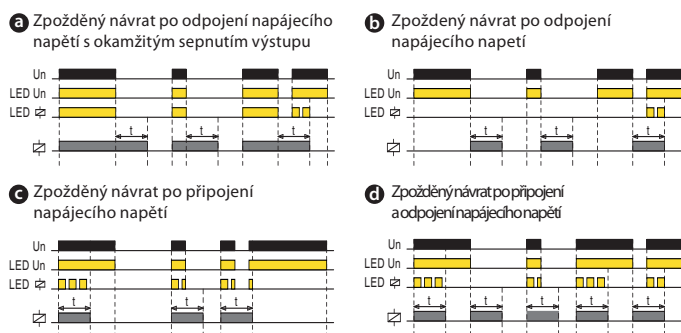 a Zpožděný návrat po odpojení napájecího
napětí s okamžitým sepnutím výstupu
Un
LED Un
LED
t t t
b Zpoždený návrat po odpojení
napájecího napetí
Un
LED Un
LED
t t t
c Zpožděný návrat po připojení
napájecího napětí
Un
LED Un
LED
t t t
d Zpožděný návrat po připojení
a odpojení napájecího napětí
Un
LED Un
LED
t t t t t